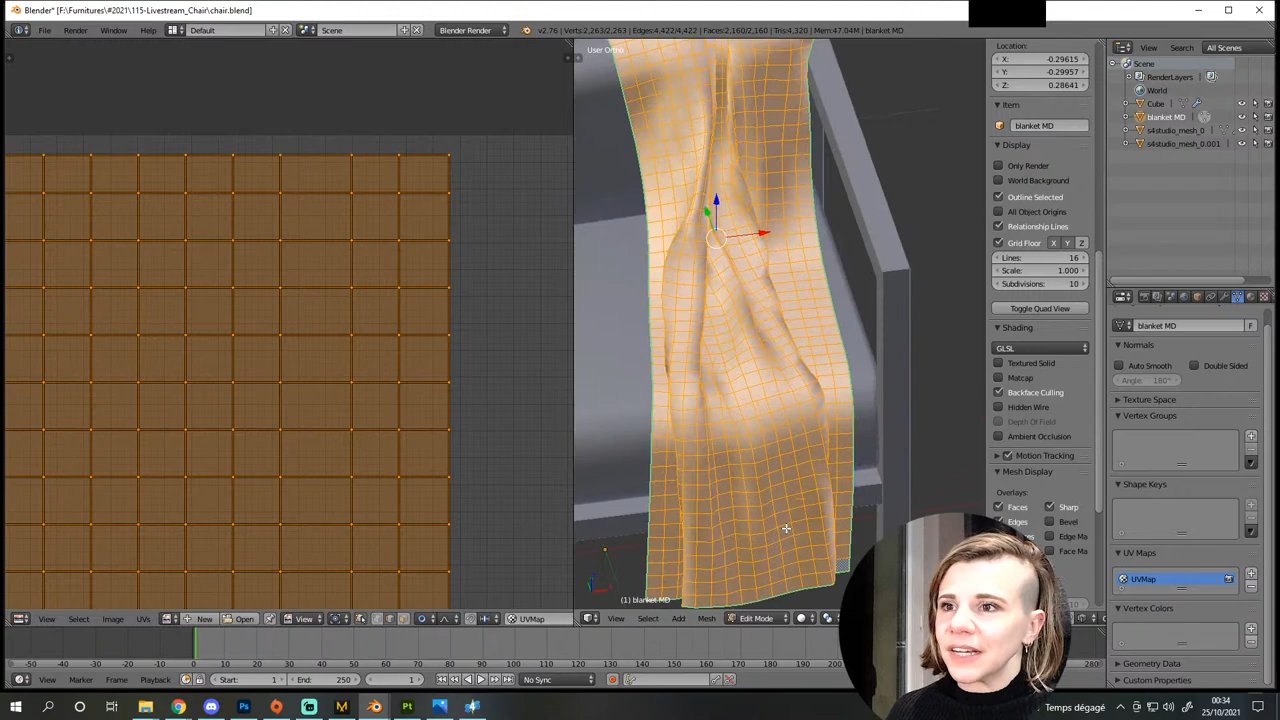 Blender* [F:\Furnitures\#2021\115-Livestream_Chair\chair.blend]
File Render Window Help Default Scene Blender Render v2.76 | Verts:2,263/2,263 | Edges:4,422/4,422 | Faces:2,160/2,160 | Tris:4,320 | Mem:47.04M | blanket MD
User Ortho
Location:
X: -0.29615
Y: -0.29957
Z: 0.28641
Item
blanket MD
Display
Only Render
World Background
Outline Selected
All Object Origins
Relationship Lines
Grid Floor X Y Z
Lines: 16
Scale: 1.000
Subdivisions: 10
Toggle Quad View
Shading
GLSL
Textured Solid
Matcap
Backface Culling
Hidden Wire
Depth Of Field
Ambient Occlusion
Motion Tracking
Mesh Display
Overlays:
Faces Sharp
Edges Bevel
Edge Ma
Face Ma
View Search All Scenes
Scene
RenderLayers
World
Cube
blanket MD
s4studio_mesh_0
s4studio_mesh_0.001
blanket MD F
Normals
Auto Smooth Double Sided
Angle: 180°
Texture Space
Vertex Groups
Shape Keys
UV Maps
UVMap
Vertex Colors
Geometry Data
Custom Properties
(1) blanket MD
View Select Image UVs New Open View UVMap
View Select Add Mesh Edit Mode
-50 -40 -30 -20 -10 0 10 20 30 40 50 60 70 80 90 100 110 120 130 140 150 160 170 180 190 200 210 220 230 280
View Marker Frame Playback Start: 1 End: 250 1 No Sync
Temps dégagé
00:34
25/10/2021